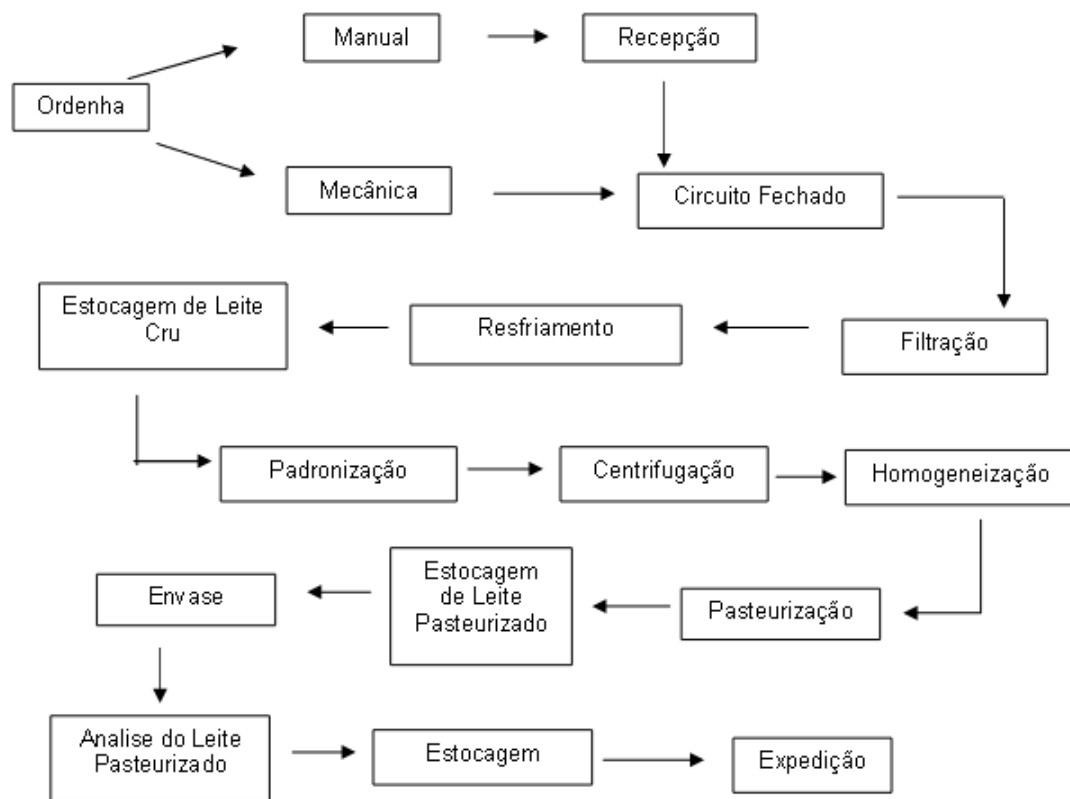 Manual
Recepção
Ordenha
Mecânica
Circuito Fechado
Estocagem de Leite
Cru
Resfriamento
Filtração
Padronização
Centrifugação
Homogeneização
Envase
Estocagem
de Leite
Pasteurizado
Pasteurização
Analise do Leite
Pasteurizado
Estocagem
Expedição